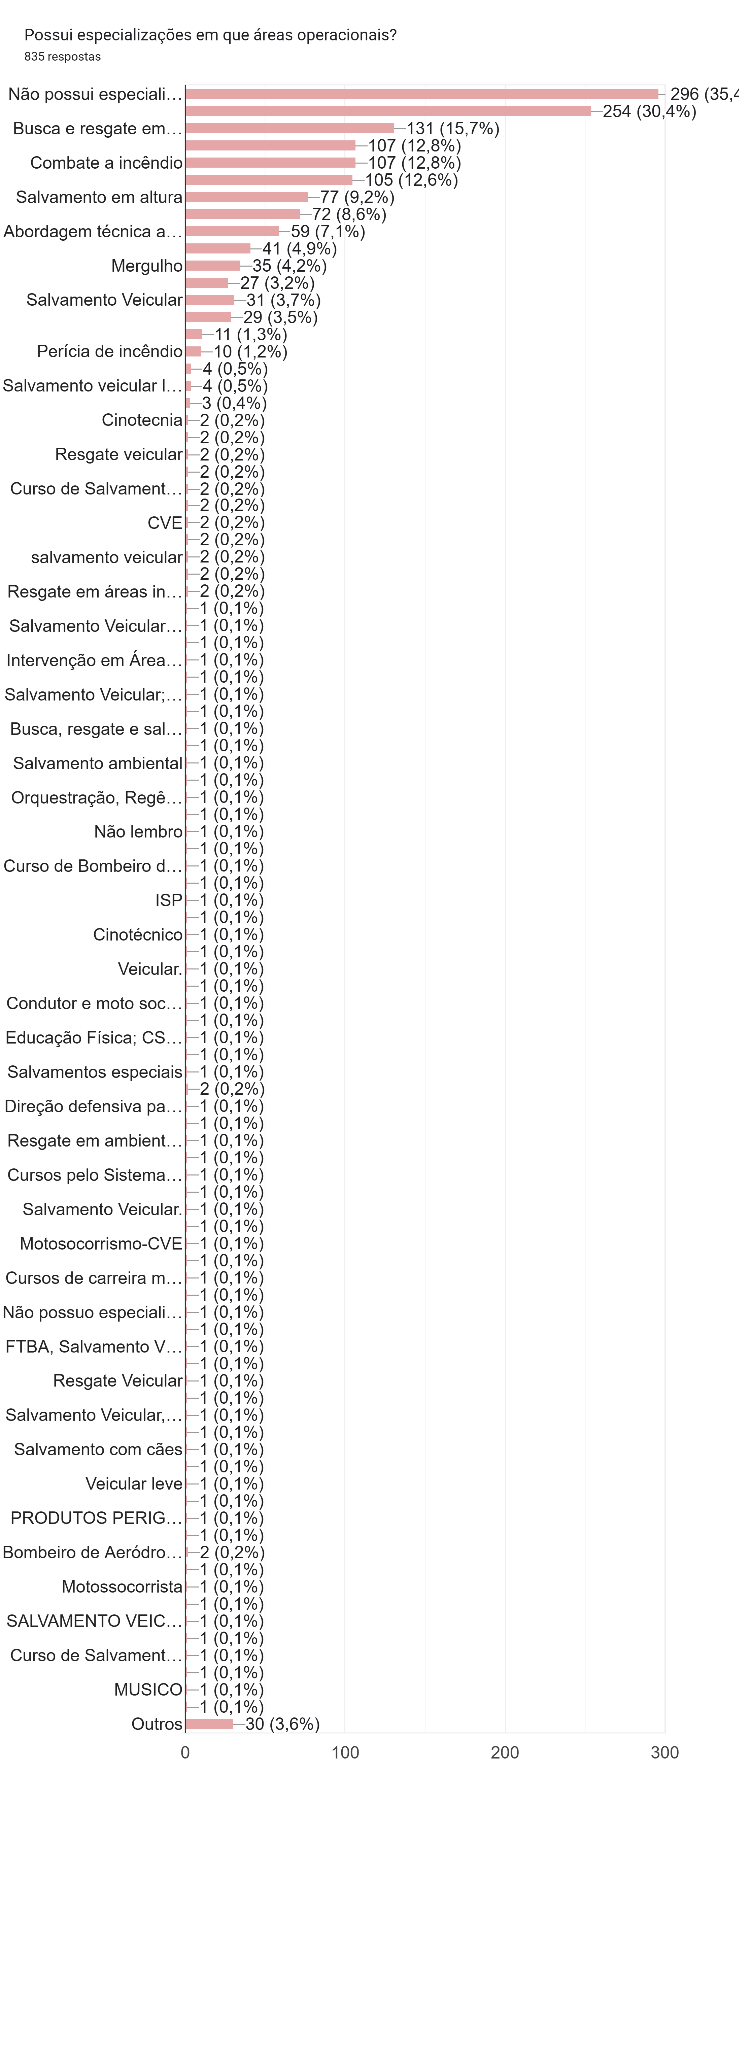 Possui especializações em que áreas operacionais?
835 respostas
Não possui especiali… 296 (35,4
254 (30,4%)
Busca e resgate em… 131 (15,7%)
107 (12,8%)
Combate a incêndio 107 (12,8%)
105 (12,6%)
Salvamento em altura 77 (9,2%)
72 (8,6%)
Abordagem técnica a… 59 (7,1%)
41 (4,9%)
Mergulho 35 (4,2%)
27 (3,2%)
Salvamento Veicular 31 (3,7%)
29 (3,5%)
11 (1,3%)
Perícia de incêndio 10 (1,2%)
4 (0,5%)
Salvamento veicular l… 4 (0,5%)
3 (0,4%)
Cinotecnia 2 (0,2%)
2 (0,2%)
Resgate veicular 2 (0,2%)
2 (0,2%)
Curso de Salvament… 2 (0,2%)
2 (0,2%)
CVE 2 (0,2%)
2 (0,2%)
salvamento veicular 2 (0,2%)
2 (0,2%)
Resgate em áreas in… 2 (0,2%)
1 (0,1%)
Salvamento Veicular… 1 (0,1%)
1 (0,1%)
Intervenção em Área… 1 (0,1%)
1 (0,1%)
Salvamento Veicular;… 1 (0,1%)
1 (0,1%)
Busca, resgate e sal… 1 (0,1%)
1 (0,1%)
Salvamento ambiental 1 (0,1%)
1 (0,1%)
Orquestração, Regê… 1 (0,1%)
1 (0,1%)
Não lembro 1 (0,1%)
1 (0,1%)
Curso de Bombeiro d… 1 (0,1%)
1 (0,1%)
ISP 1 (0,1%)
1 (0,1%)
Cinotécnico 1 (0,1%)
1 (0,1%)
Veicular. 1 (0,1%)
1 (0,1%)
Condutor e moto soc… 1 (0,1%)
1 (0,1%)
Educação Física; CS… 1 (0,1%)
1 (0,1%)
Salvamentos especiais 1 (0,1%)
2 (0,2%)
Direção defensiva pa… 1 (0,1%)
1 (0,1%)
Resgate em ambient… 1 (0,1%)
1 (0,1%)
Cursos pelo Sistema… 1 (0,1%)
1 (0,1%)
Salvamento Veicular. 1 (0,1%)
1 (0,1%)
Motosocorrismo-CVE 1 (0,1%)
1 (0,1%)
Cursos de carreira m… 1 (0,1%)
1 (0,1%)
Não possuo especiali… 1 (0,1%)
1 (0,1%)
FTBA, Salvamento V… 1 (0,1%)
1 (0,1%)
Resgate Veicular 1 (0,1%)
1 (0,1%)
Salvamento Veicular,… 1 (0,1%)
1 (0,1%)
Salvamento com cães 1 (0,1%)
1 (0,1%)
Veicular leve 1 (0,1%)
1 (0,1%)
PRODUTOS PERIG… 1 (0,1%)
1 (0,1%)
Bombeiro de Aeródro… 2 (0,2%)
1 (0,1%)
Motossocorrista 1 (0,1%)
1 (0,1%)
SALVAMENTO VEIC… 1 (0,1%)
1 (0,1%)
Curso de Salvament… 1 (0,1%)
1 (0,1%)
MUSICO 1 (0,1%)
1 (0,1%)
Outros 30 (3,6%)
0 100 200 300